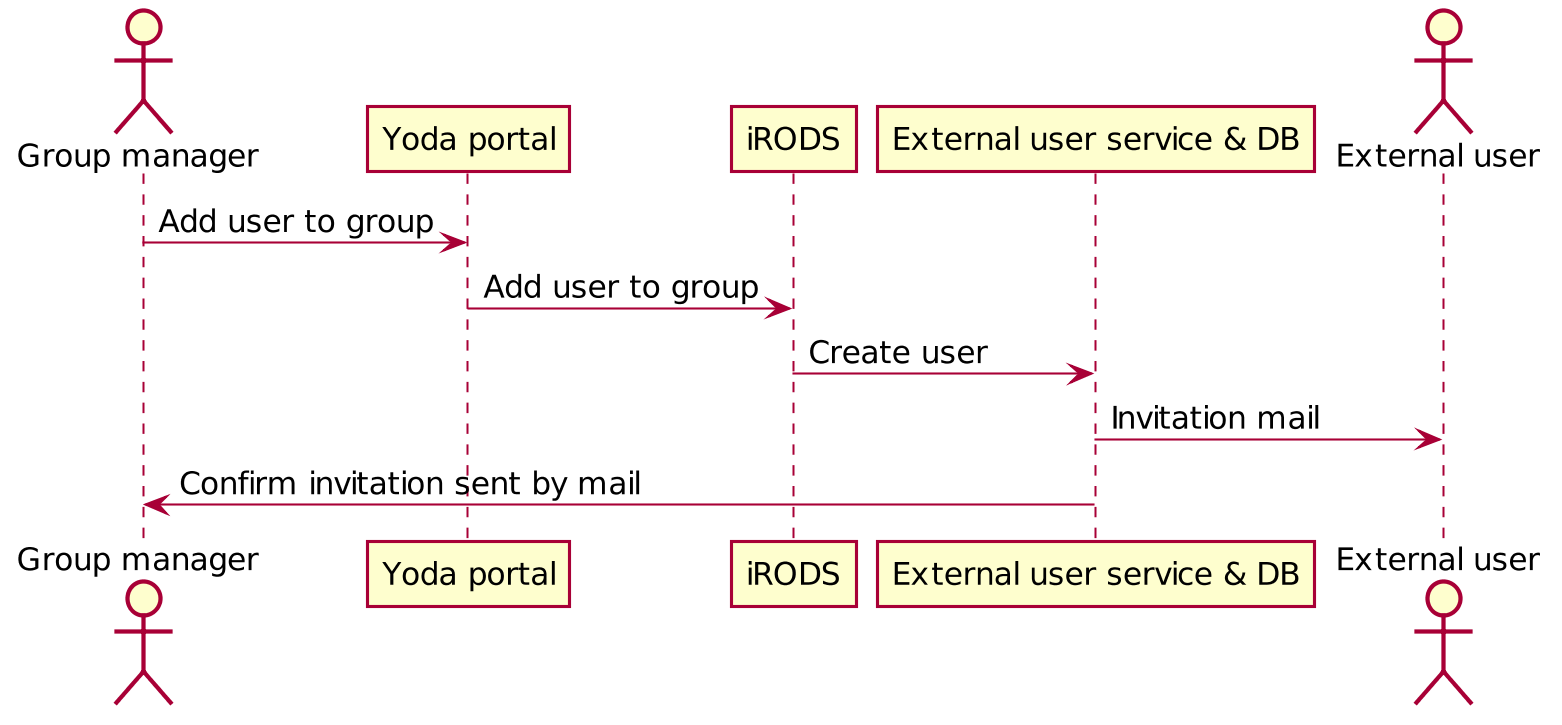 Group manager
Yoda portal
iRODS
External user service & DB
External user
Add user to group
Add user to group
Create user
Invitation mail
Confirm invitation sent by mail
Group manager
Yoda portal
iRODS
External user service & DB
External user